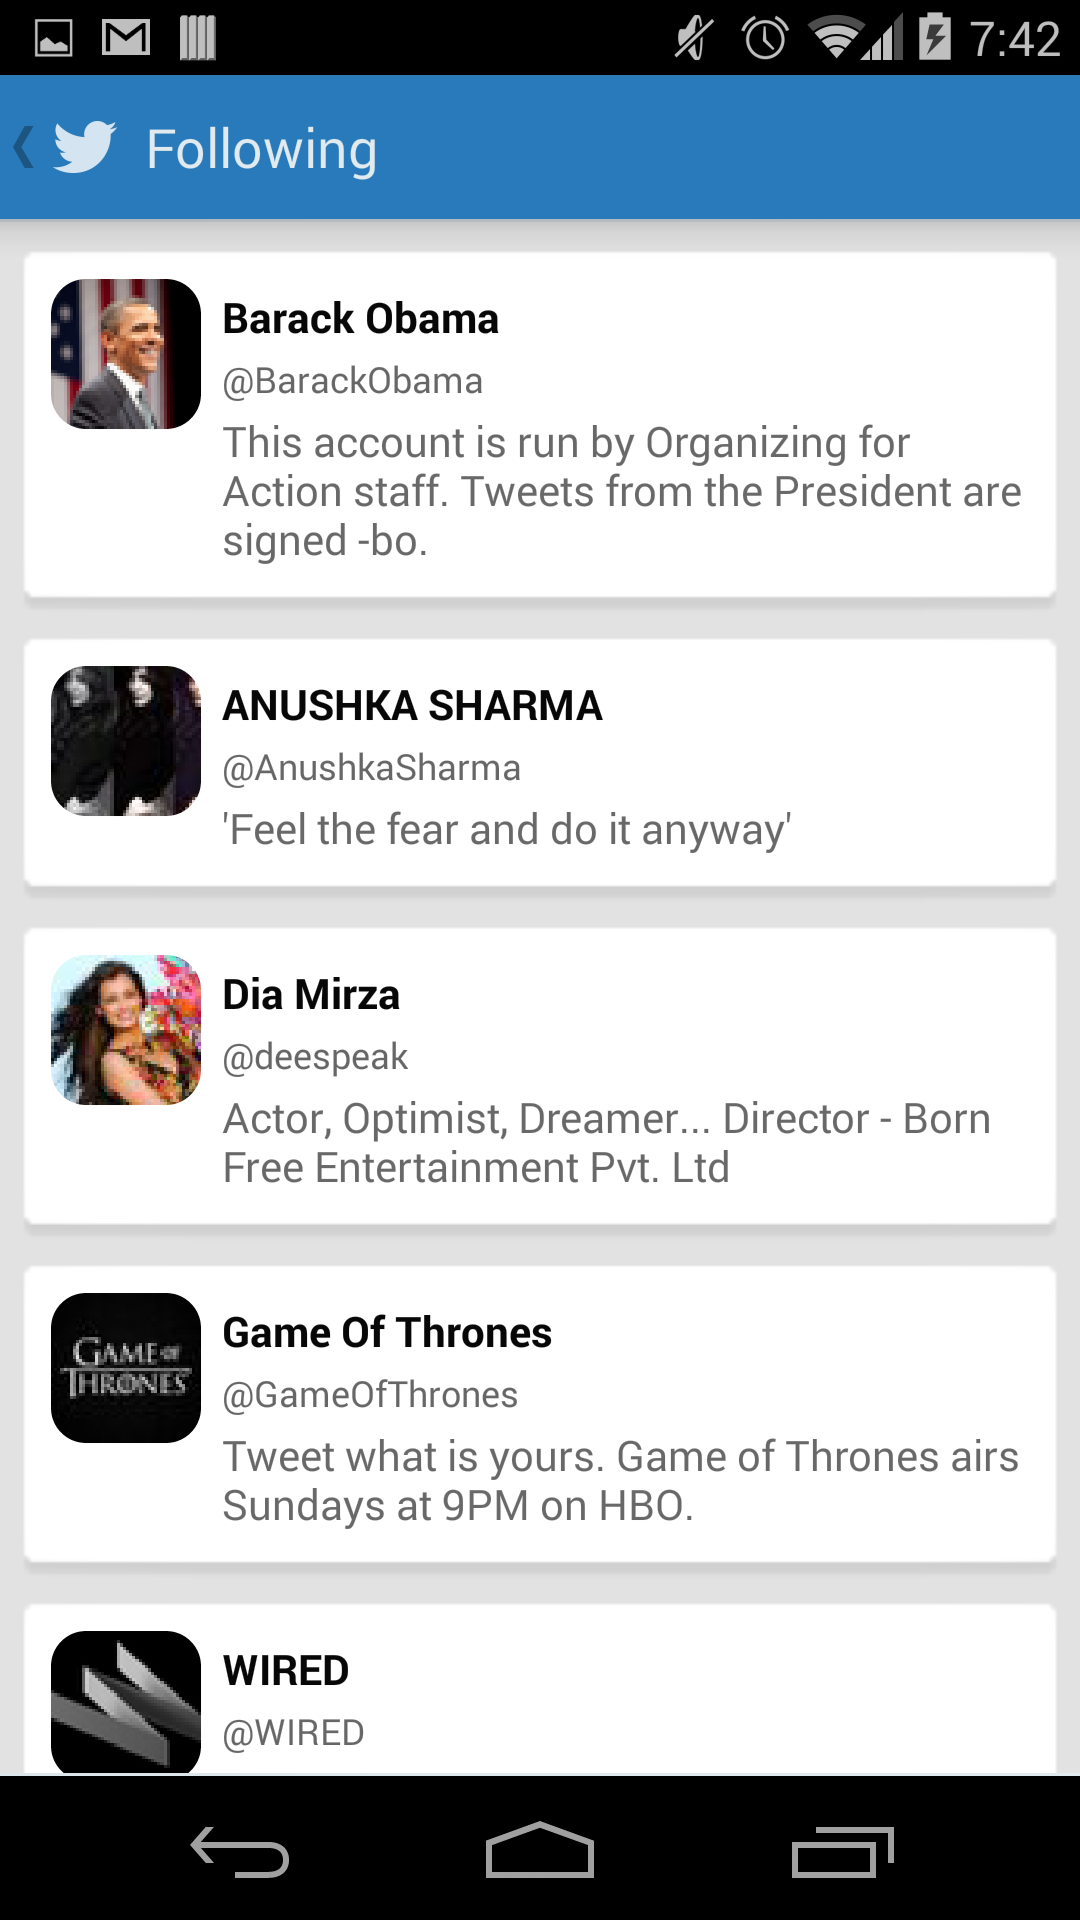 7:42
Following
Barack Obama
@BarackObama
This account is run by Organizing for
Action staff. Tweets from the President are
signed -bo.
ANUSHKA SHARMA
@AnushkaSharma
'Feel the fear and do it anyway'
Dia Mirza
@deespeak
Actor, Optimist, Dreamer... Director - Born
Free Entertainment Pvt. Ltd
GAME OF
THRONES
Game Of Thrones
@GameOfThrones
Tweet what is yours. Game of Thrones airs
Sundays at 9PM on HBO.
WIRED
@WIRED